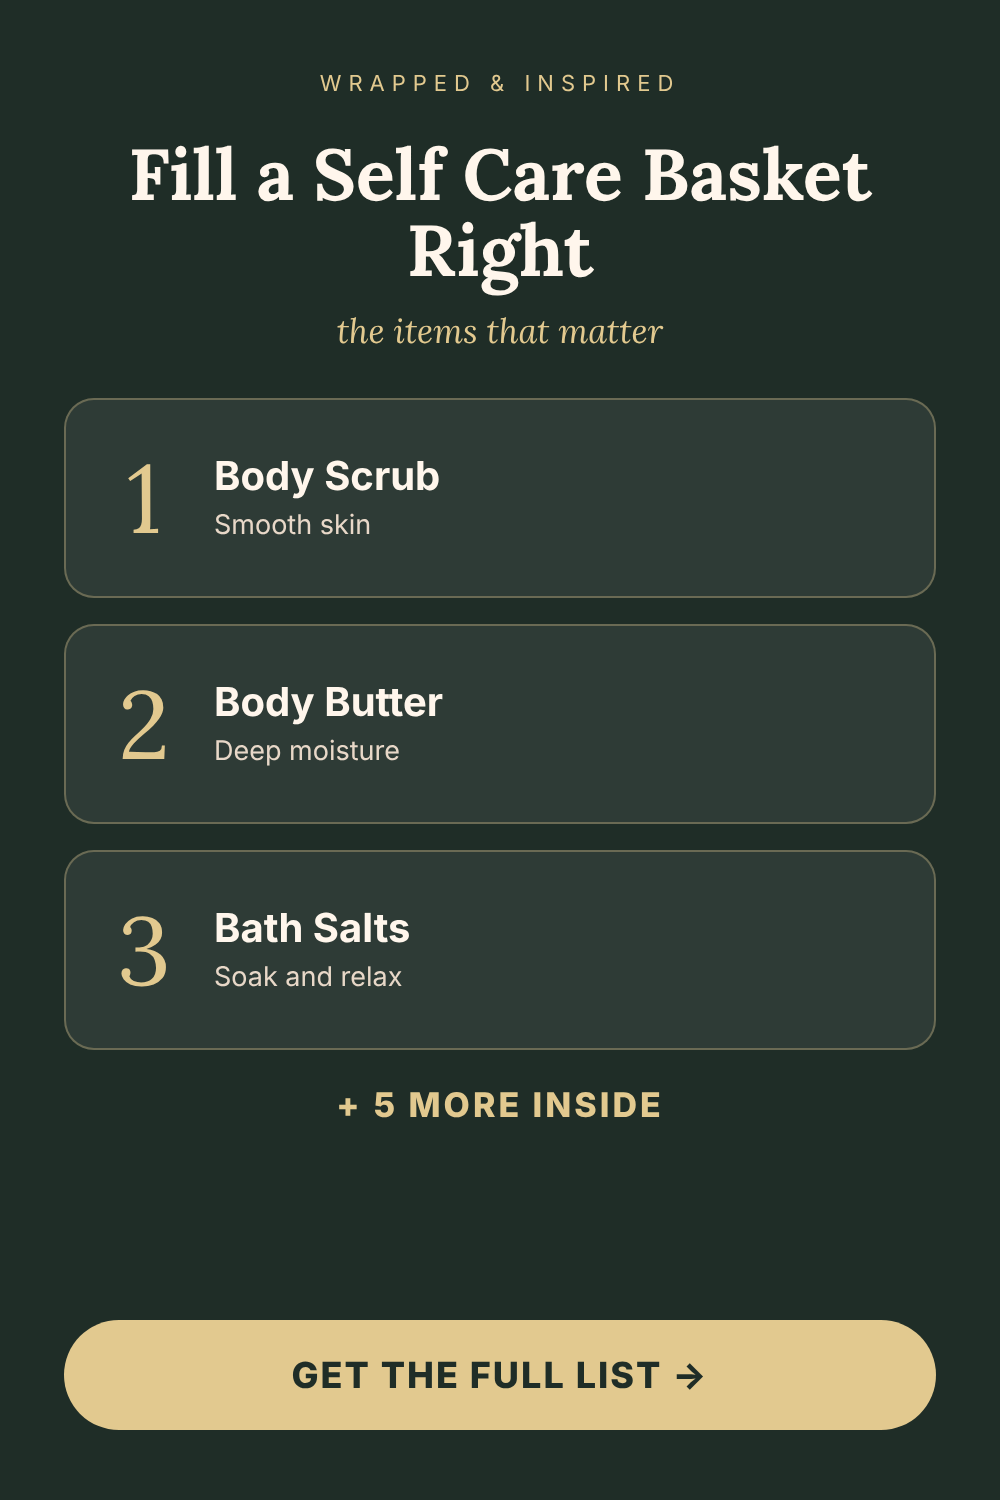 WRAPPED & INSPIRED
Fill a Self Care Basket
Right
the items that matter
1
Body Scrub
Smooth skin
2
Body Butter
Deep moisture
3
Bath Salts
Soak and relax
+ 5 MORE INSIDE
GET THE FULL LIST →